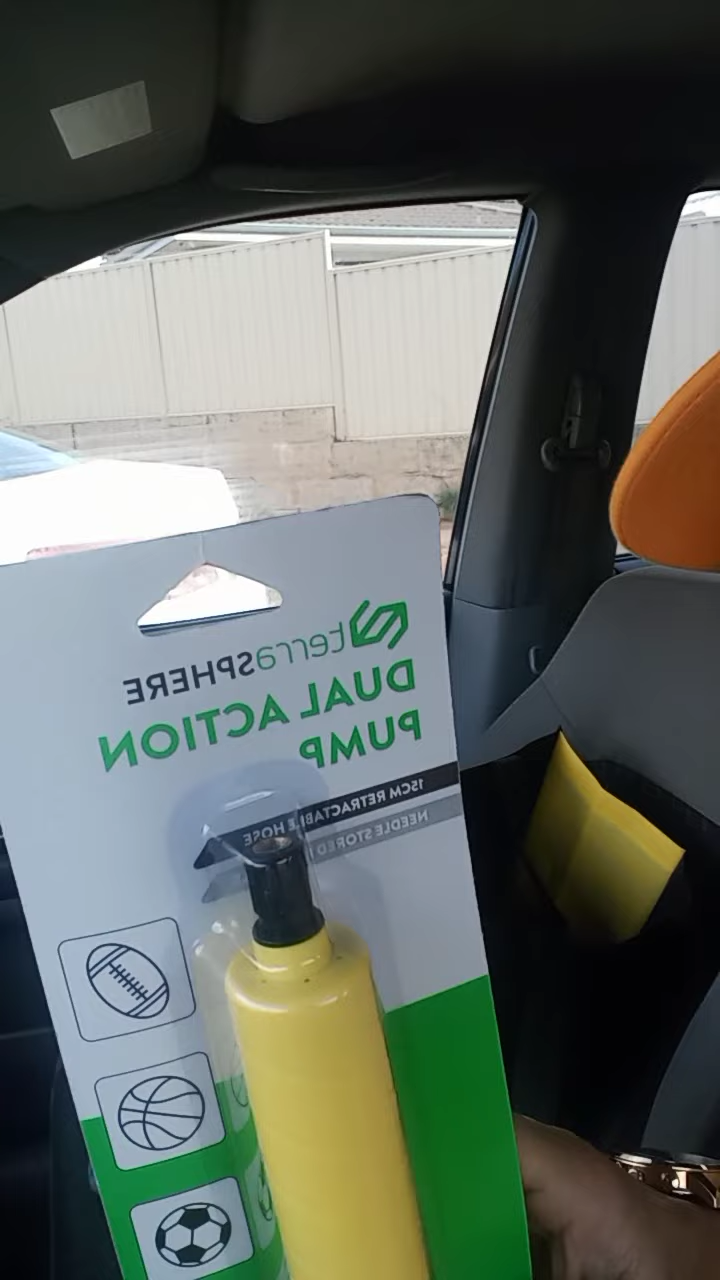 terraSPHERE
DUAL ACTION
PUMP
15CM RETRACTABLE HOSE
NEEDLE STORED